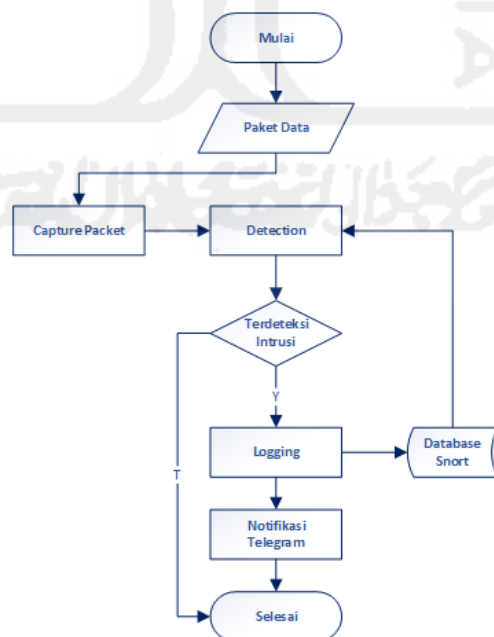 Mulai
Paket Data
Capture Packet
Detection
Terdeteksi
Intrusi
Y
T
Logging
Database
Snort
Notifikasi
Telegram
Selesai